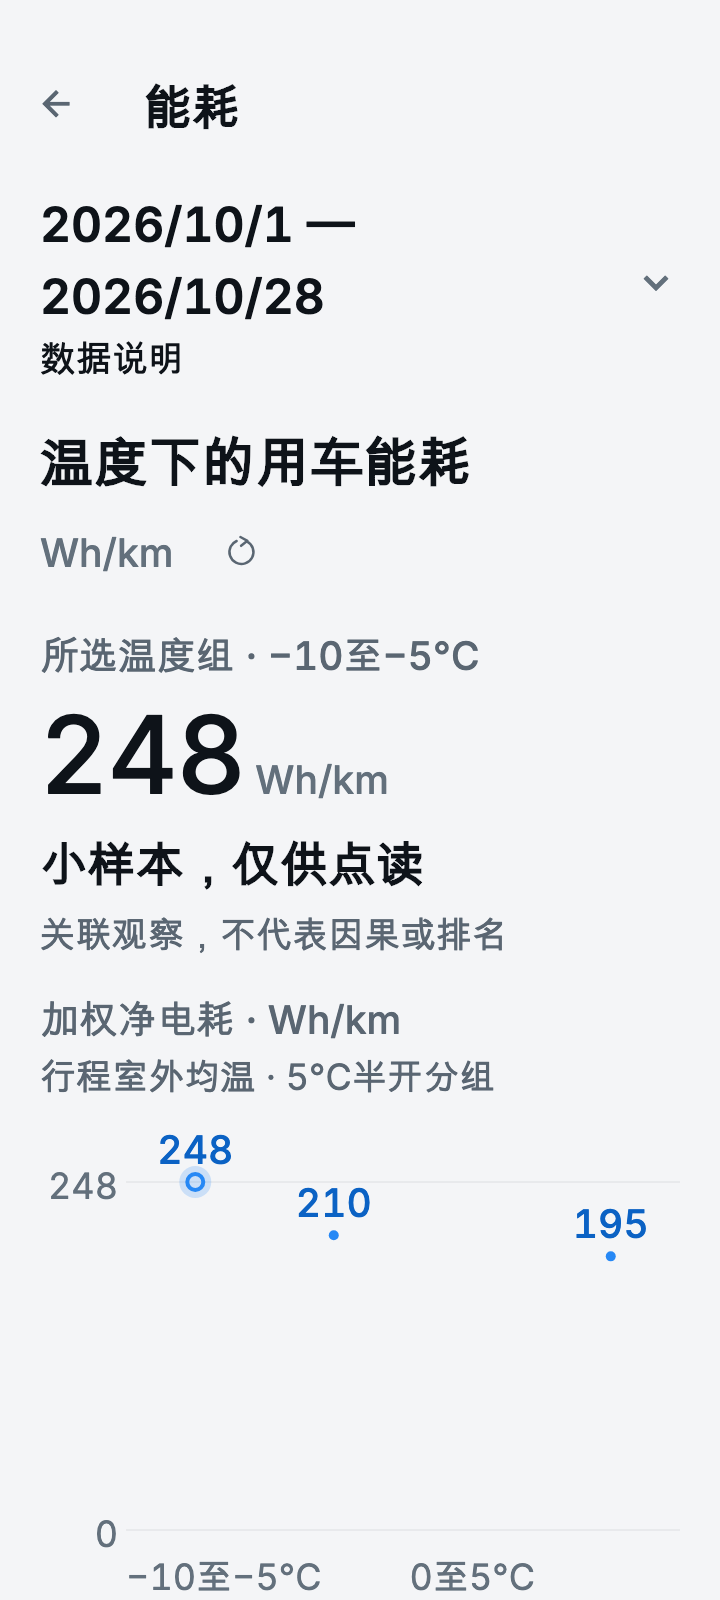 能耗
2026/10/1 —
2026/10/28
数据说明
温度下的用车能耗
Wh/km
所选温度组 · −10至−5°C
248 Wh/km
小样本，仅供点读
关联观察，不代表因果或排名
加权净电耗 · Wh/km
行程室外均温 · 5°C半开分组
248
248
210
195
0
−10至−5°C 0至5°C